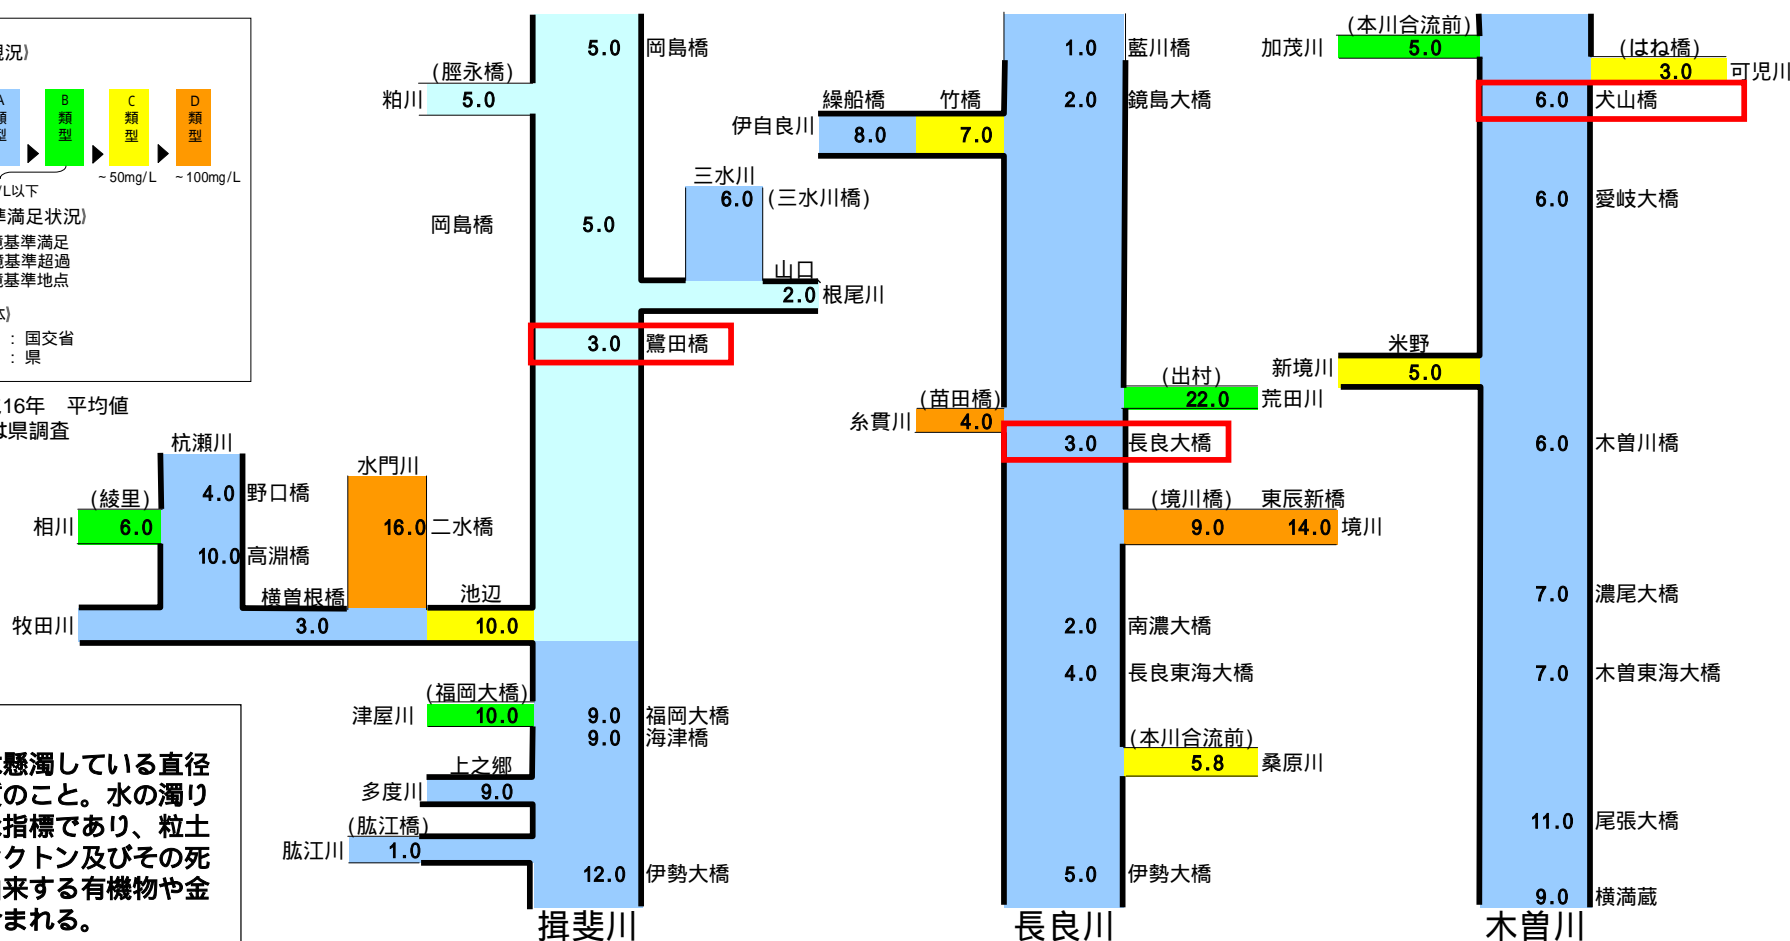 況)
A類型
B類型
C類型
D類型
/L以下
~50mg/L
~100mg/L
準満足状況)
境基準満足
境基準超過
境基準地点
体)
: 国交省
: 県
16年 平均値
は県調査
5.0 岡島橋
(脛永橋)
粕川 5.0
岡島橋 5.0
三水川
6.0 (三水川橋)
山口
2.0 根尾川
3.0 鷺田橋
杭瀬川
4.0 野口橋
(綾里)
相川 6.0
10.0 高淵橋
水門川
16.0 二水橋
横曽根橋
池辺
牧田川 3.0 10.0
(福岡大橋)
津屋川 10.0
9.0 福岡大橋
9.0 海津橋
上之郷
多度川 9.0
(肱江橋)
肱江川 1.0
12.0 伊勢大橋
揖斐川
1.0 藍川橋
2.0 鏡島大橋
繰船橋 竹橋
伊自良川 8.0 7.0
(出村)
22.0 荒田川
(苗田橋)
糸貫川 4.0
3.0 長良大橋
(境川橋) 東辰新橋
9.0 14.0 境川
2.0 南濃大橋
4.0 長良東海大橋
(本川合流前)
5.8 桑原川
5.0 伊勢大橋
長良川
(本川合流前)
加茂川 5.0
(はね橋)
3.0 可児川
6.0 犬山橋
6.0 愛岐大橋
米野
新境川 5.0
6.0 木曽川橋
7.0 濃尾大橋
7.0 木曽東海大橋
11.0 尾張大橋
9.0 横満蔵
木曽川
懸濁している直径
のこと。水の濁り
指標であり、粒土
クトン及びその死
来する有機物や金
まれる。